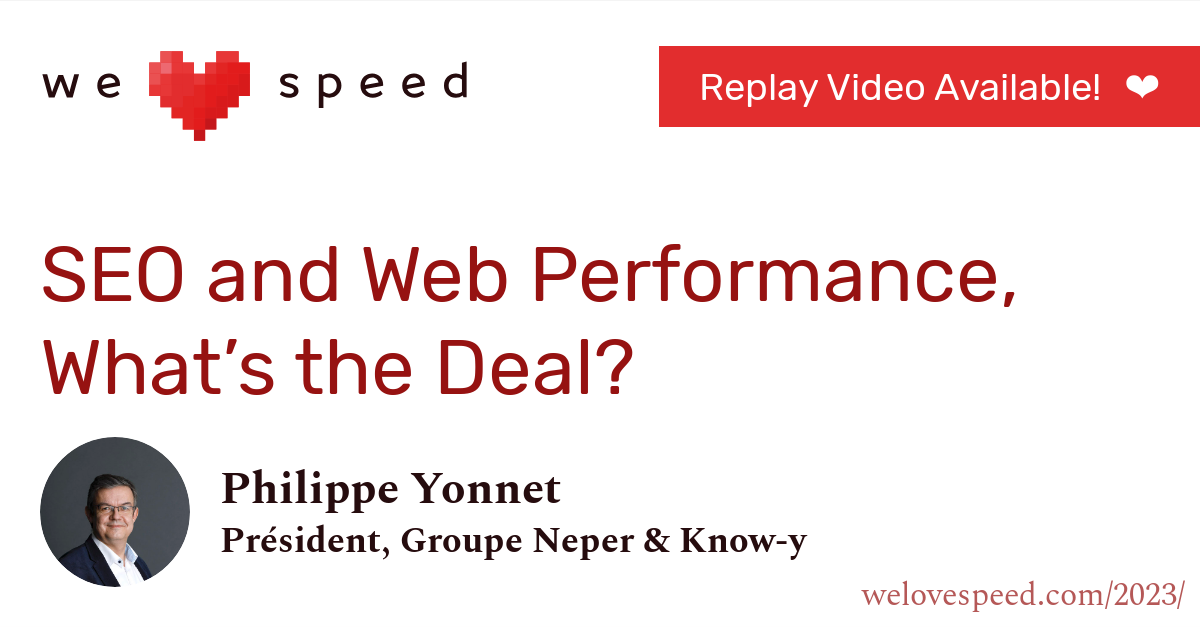 we ❤ speed
Replay Video Available! ❤
SEO and Web Performance,
What’s the Deal?
Philippe Yonnet
Président, Groupe Neper & Know-y
welovespeed.com/2023/